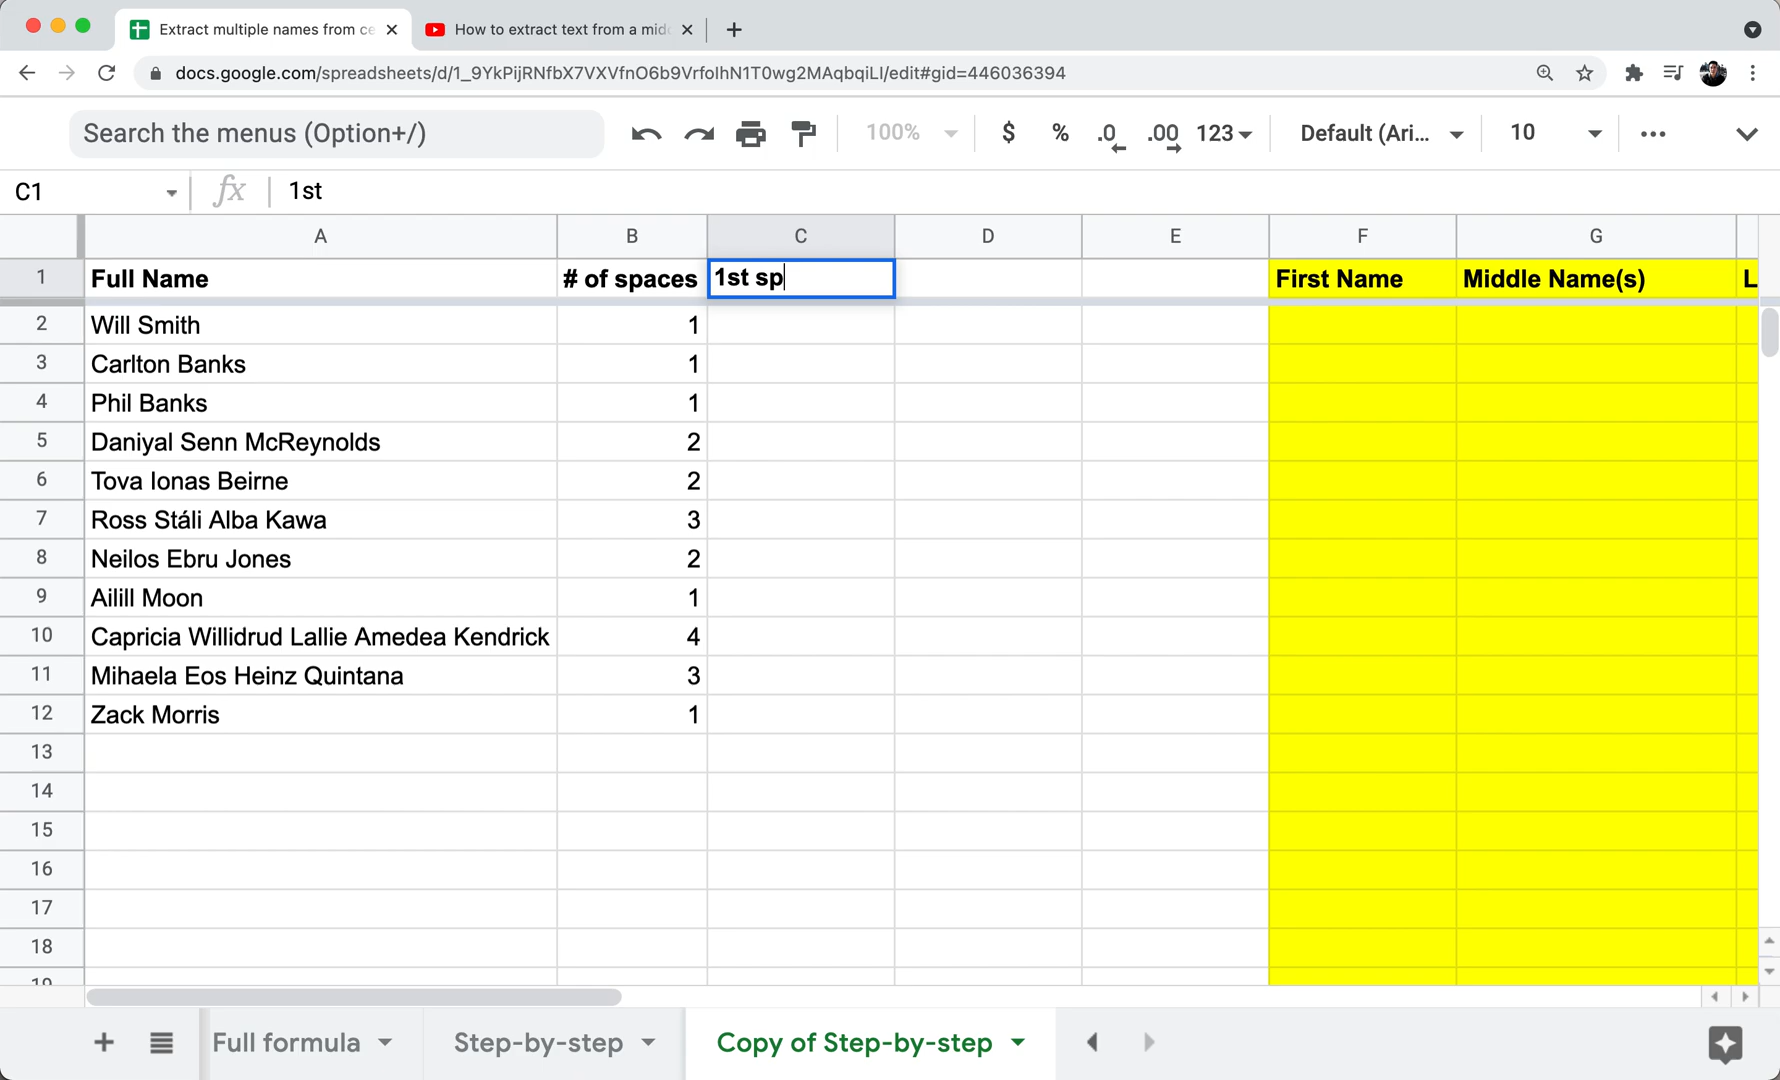 Extract multiple names from ce
How to extract text from a mid
docs.google.com/spreadsheets/d/1_9YkPijRNfbX7VXVfnO6b9VrfolhN1T0wg2MAqbqiLI/edit#gid=446036394
Search the menus (Option+/)
100%
$ % .0 .00 123
Default (Ari...
10
C1
fx
1st
A B C D E F G
1 Full Name # of spaces 1st sp First Name Middle Name(s) L
2 Will Smith 1
3 Carlton Banks 1
4 Phil Banks 1
5 Daniyal Senn McReynolds 2
6 Tova Ionas Beirne 2
7 Ross Stáli Alba Kawa 3
8 Neilos Ebru Jones 2
9 Ailill Moon 1
10 Capricia Willidrud Lallie Amedea Kendrick 4
11 Mihaela Eos Heinz Quintana 3
12 Zack Morris 1
13
14
15
16
17
18
19
Full formula
Step-by-step
Copy of Step-by-step